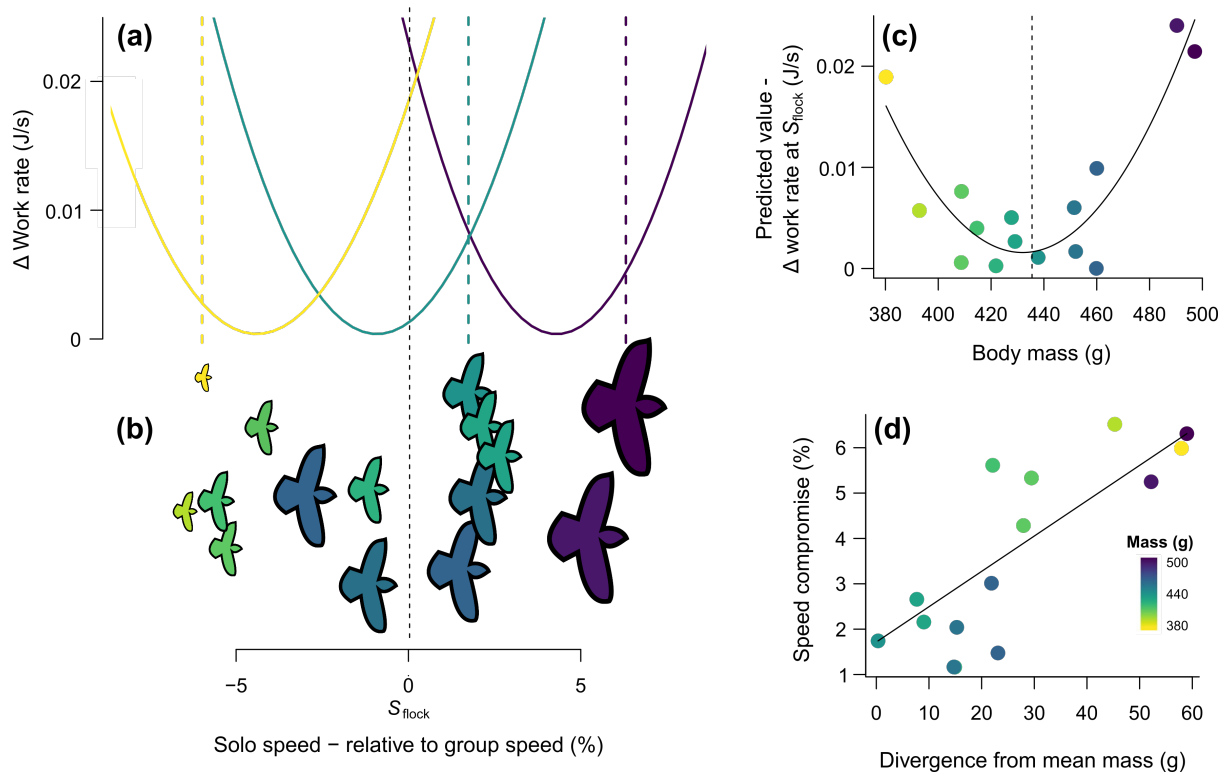 (a)
Δ Work rate (J/s)
0.02
0.01
0
(b)
−5
0
5
S flock
Solo speed − relative to group speed (%)
(c)
Predicted value -
Δ work rate at S flock (J/s)
0.02
0.01
0
380
400
420
440
460
480
500
Body mass (g)
(d)
Speed compromise (%)
6
5
4
3
2
1
Mass (g)
500
440
380
0
10
20
30
40
50
60
Divergence from mean mass (g)